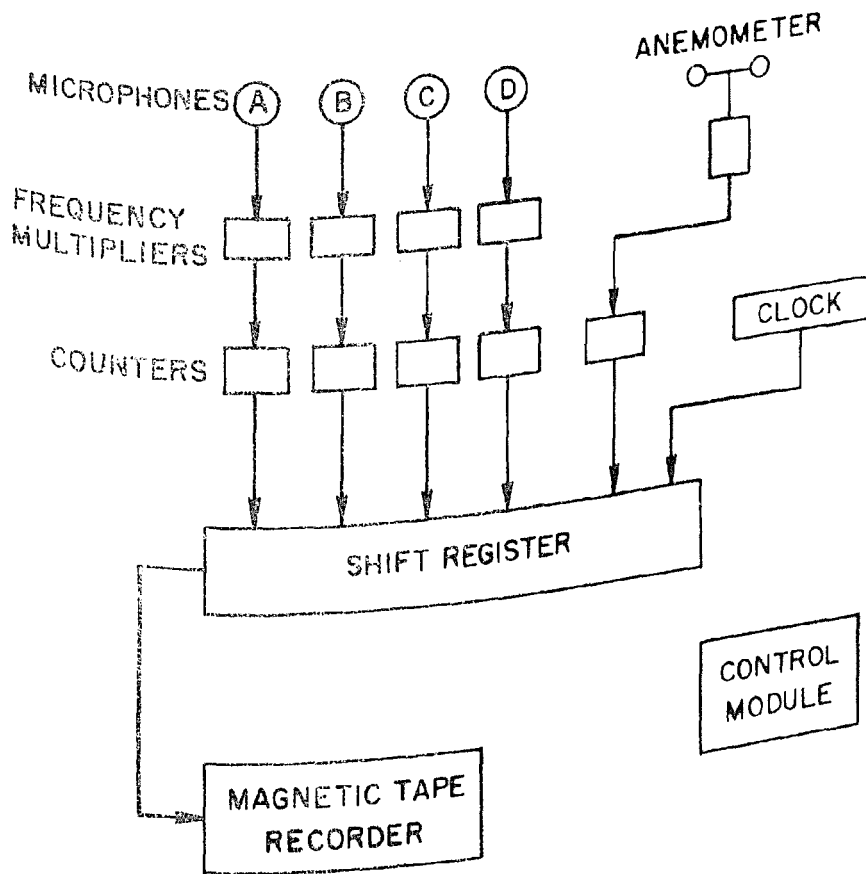 ANEMOMETER
MICROPHONES A B C D
FREQUENCY
MULTIPLIERS
CLOCK
COUNTERS
SHIFT REGISTER
CONTROL
MODULE
MAGNETIC TAPE
RECORDER